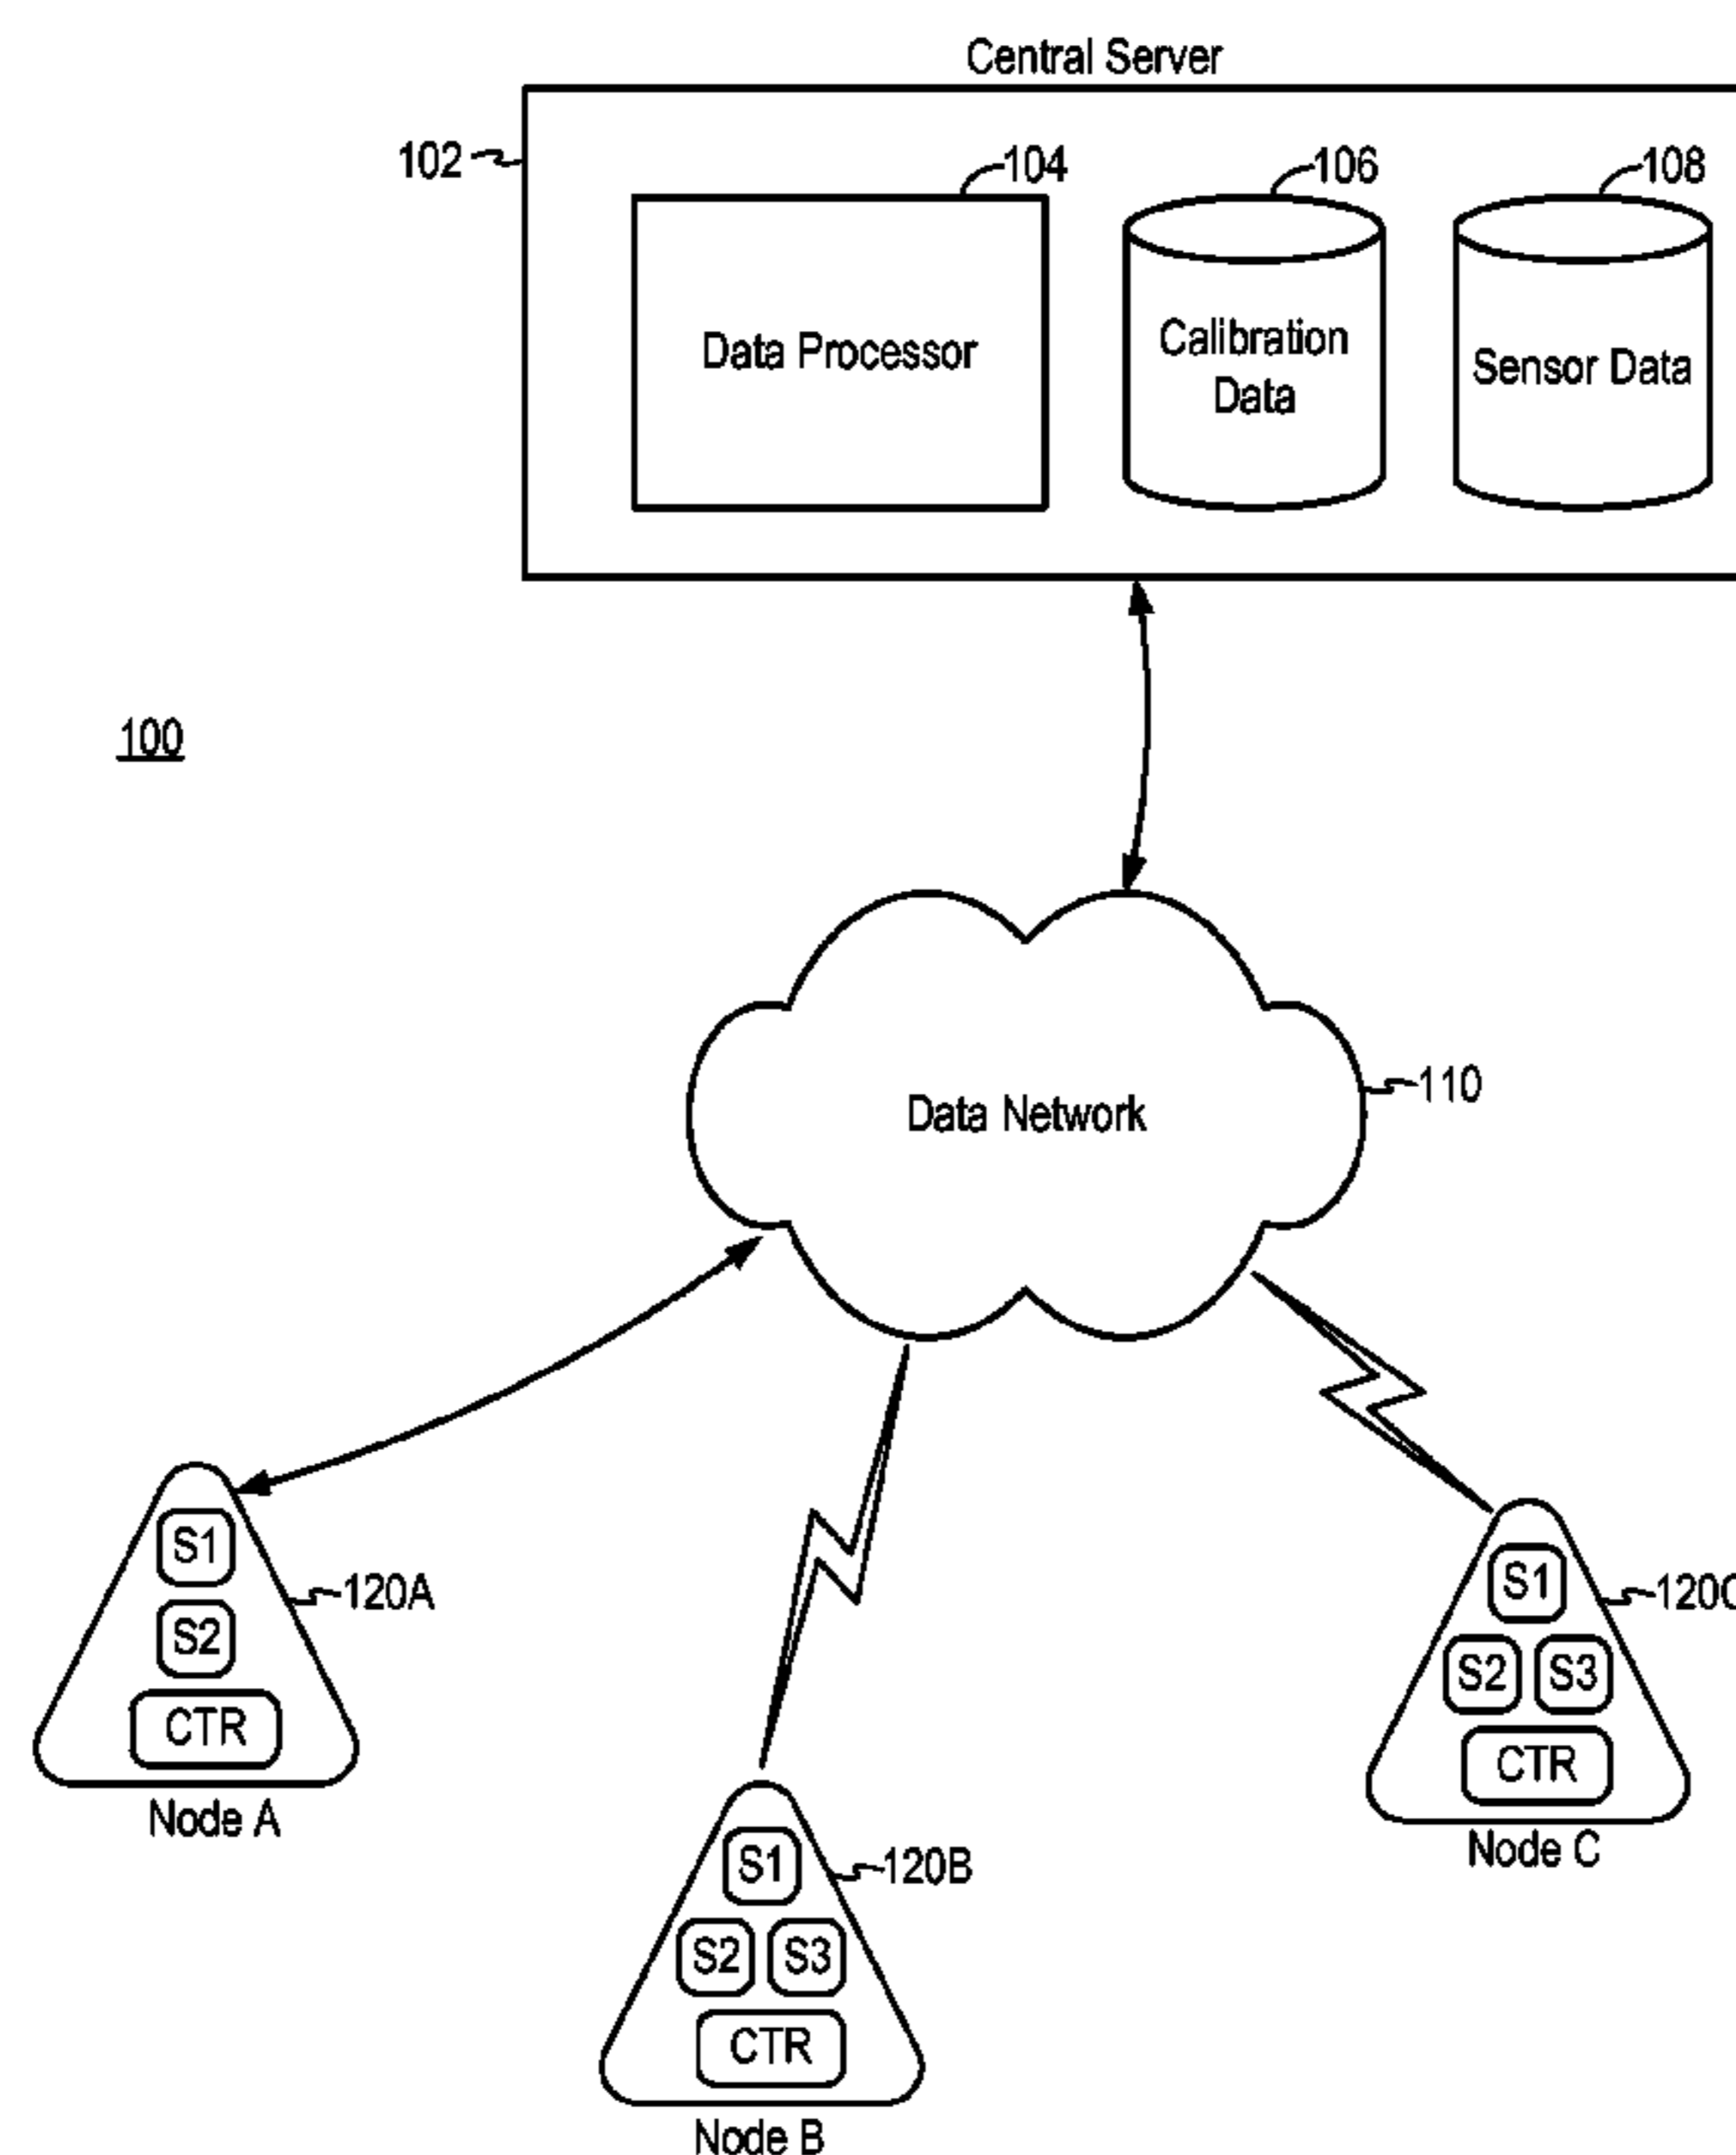 Central Server
102
104
106
108
Data Processor
Calibration
Data
Sensor Data
100
110
Data Network
S1
120A
S2
CTR
Node A
S1
120C
S2 S3
CTR
Node C
S1
120B
S2 S3
CTR
Node B